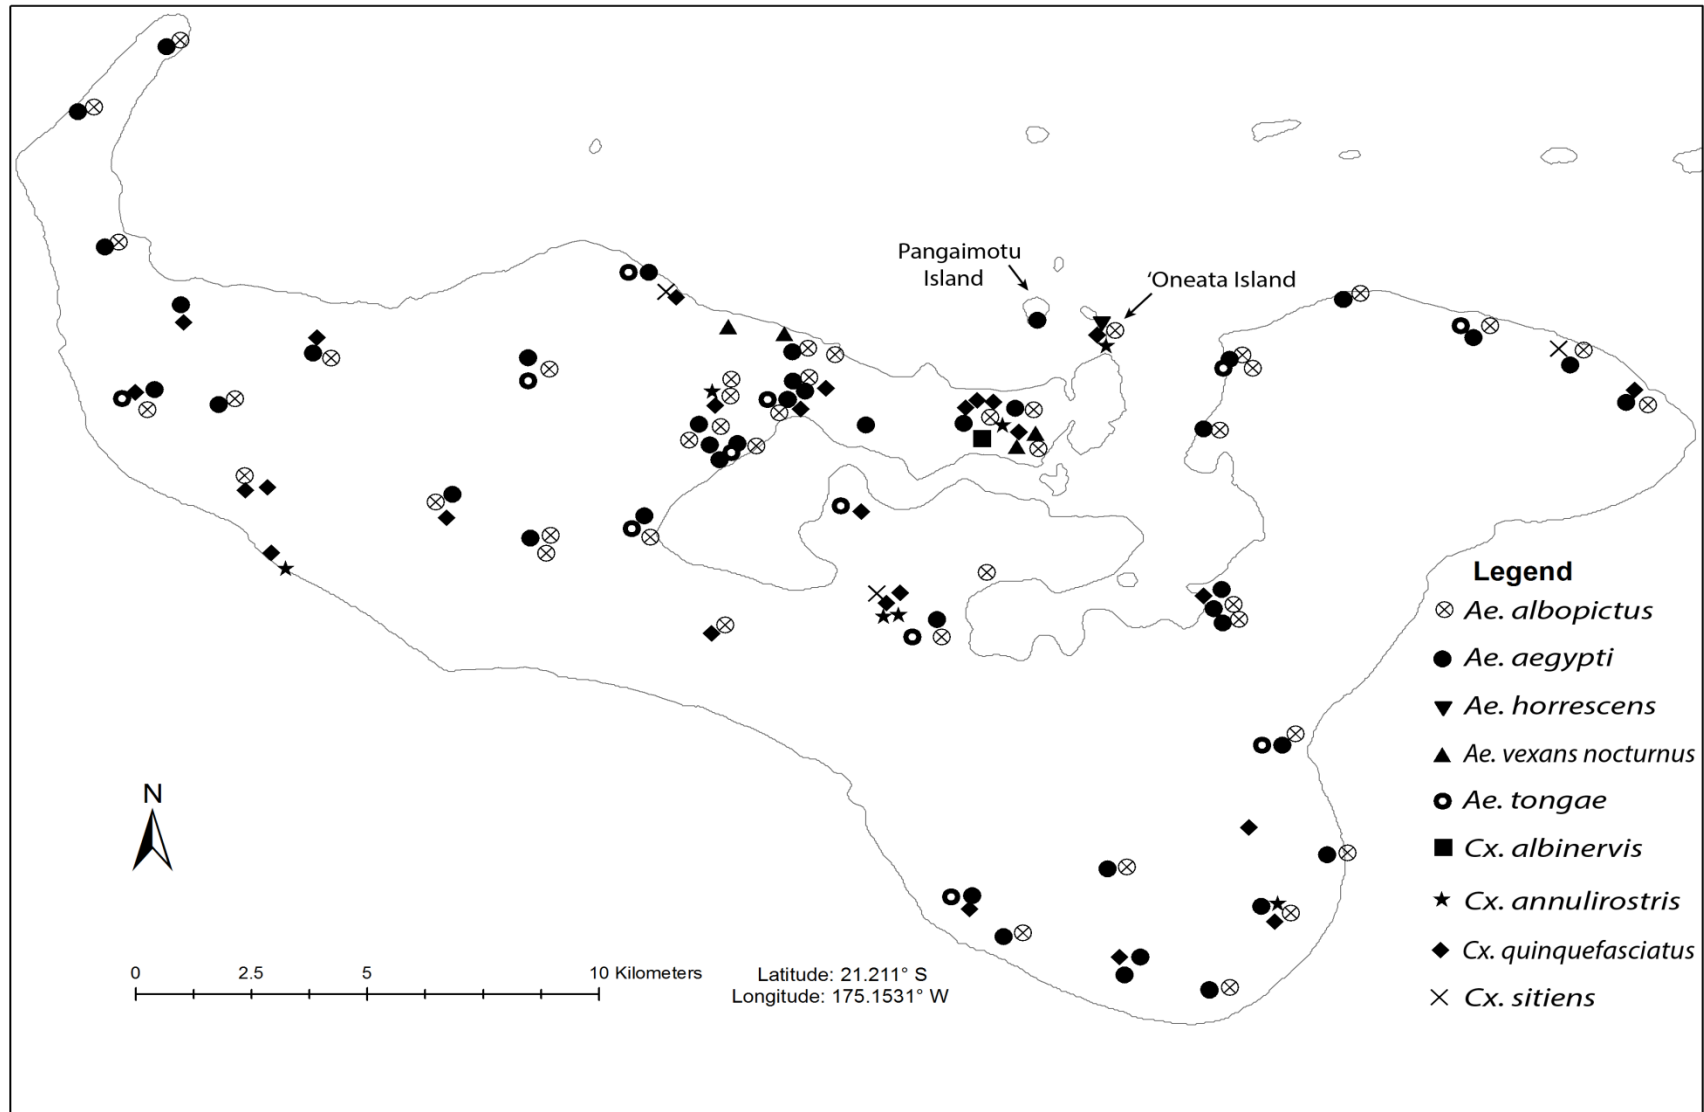 Pangaimotu
Island
'Oneata Island
Legend
Ae. albopictus
Ae. aegypti
Ae. horrescens
Ae. vexans nocturnus
Ae. tongae
Cx. albinervis
Cx. annulirostris
Cx. quinquefasciatus
Cx. sitiens
N
0 2.5 5 10 Kilometers
Latitude: 21.211° S
Longitude: 175.1531° W